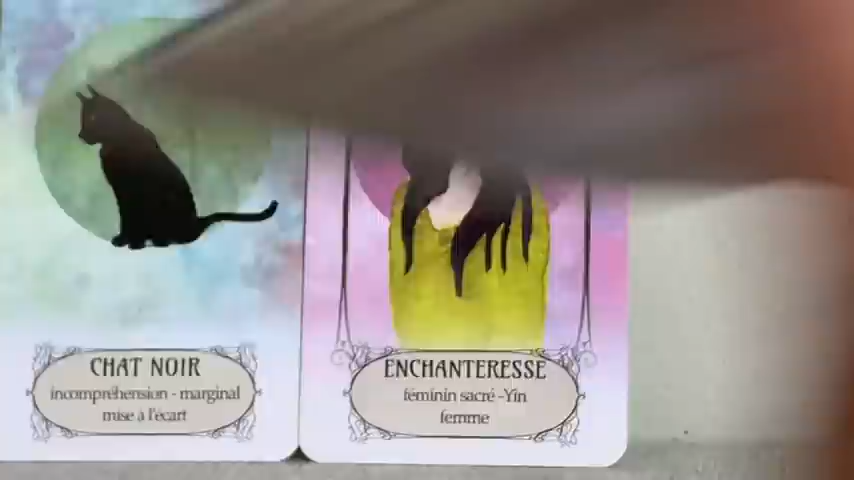 CHAT NOIR
incompréhension - marginal
mise à l'écart
ENCHANTERESSE
féminin sacré -Yin
femme